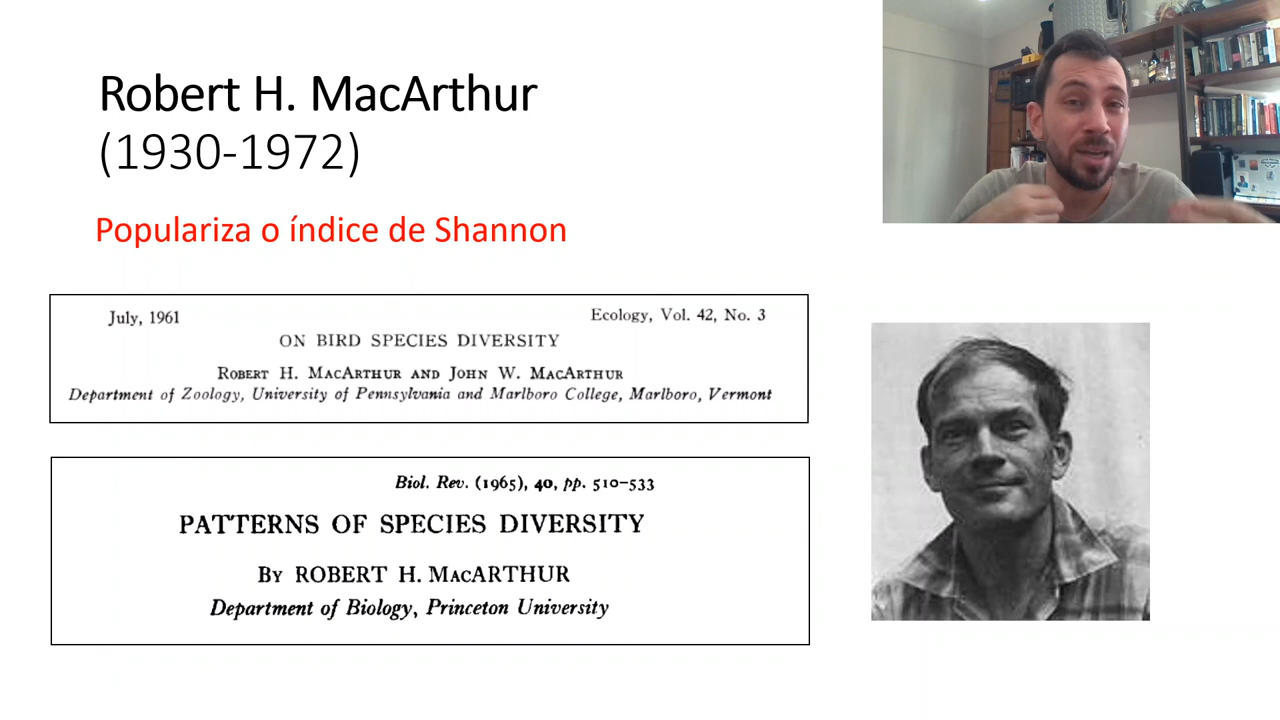 Robert H. MacArthur
(1930-1972)
Populariza o índice de Shannon
July, 1961
Ecology, Vol. 42, No. 3
ON BIRD SPECIES DIVERSITY
ROBERT H. MACARTHUR AND JOHN W. MACARTHUR
Department of Zoology, University of Pennsylvania and Marlboro College, Marlboro, Vermont
Biol. Rev. (1965), 40, pp. 510–533
PATTERNS OF SPECIES DIVERSITY
BY ROBERT H. MACARTHUR
Department of Biology, Princeton University